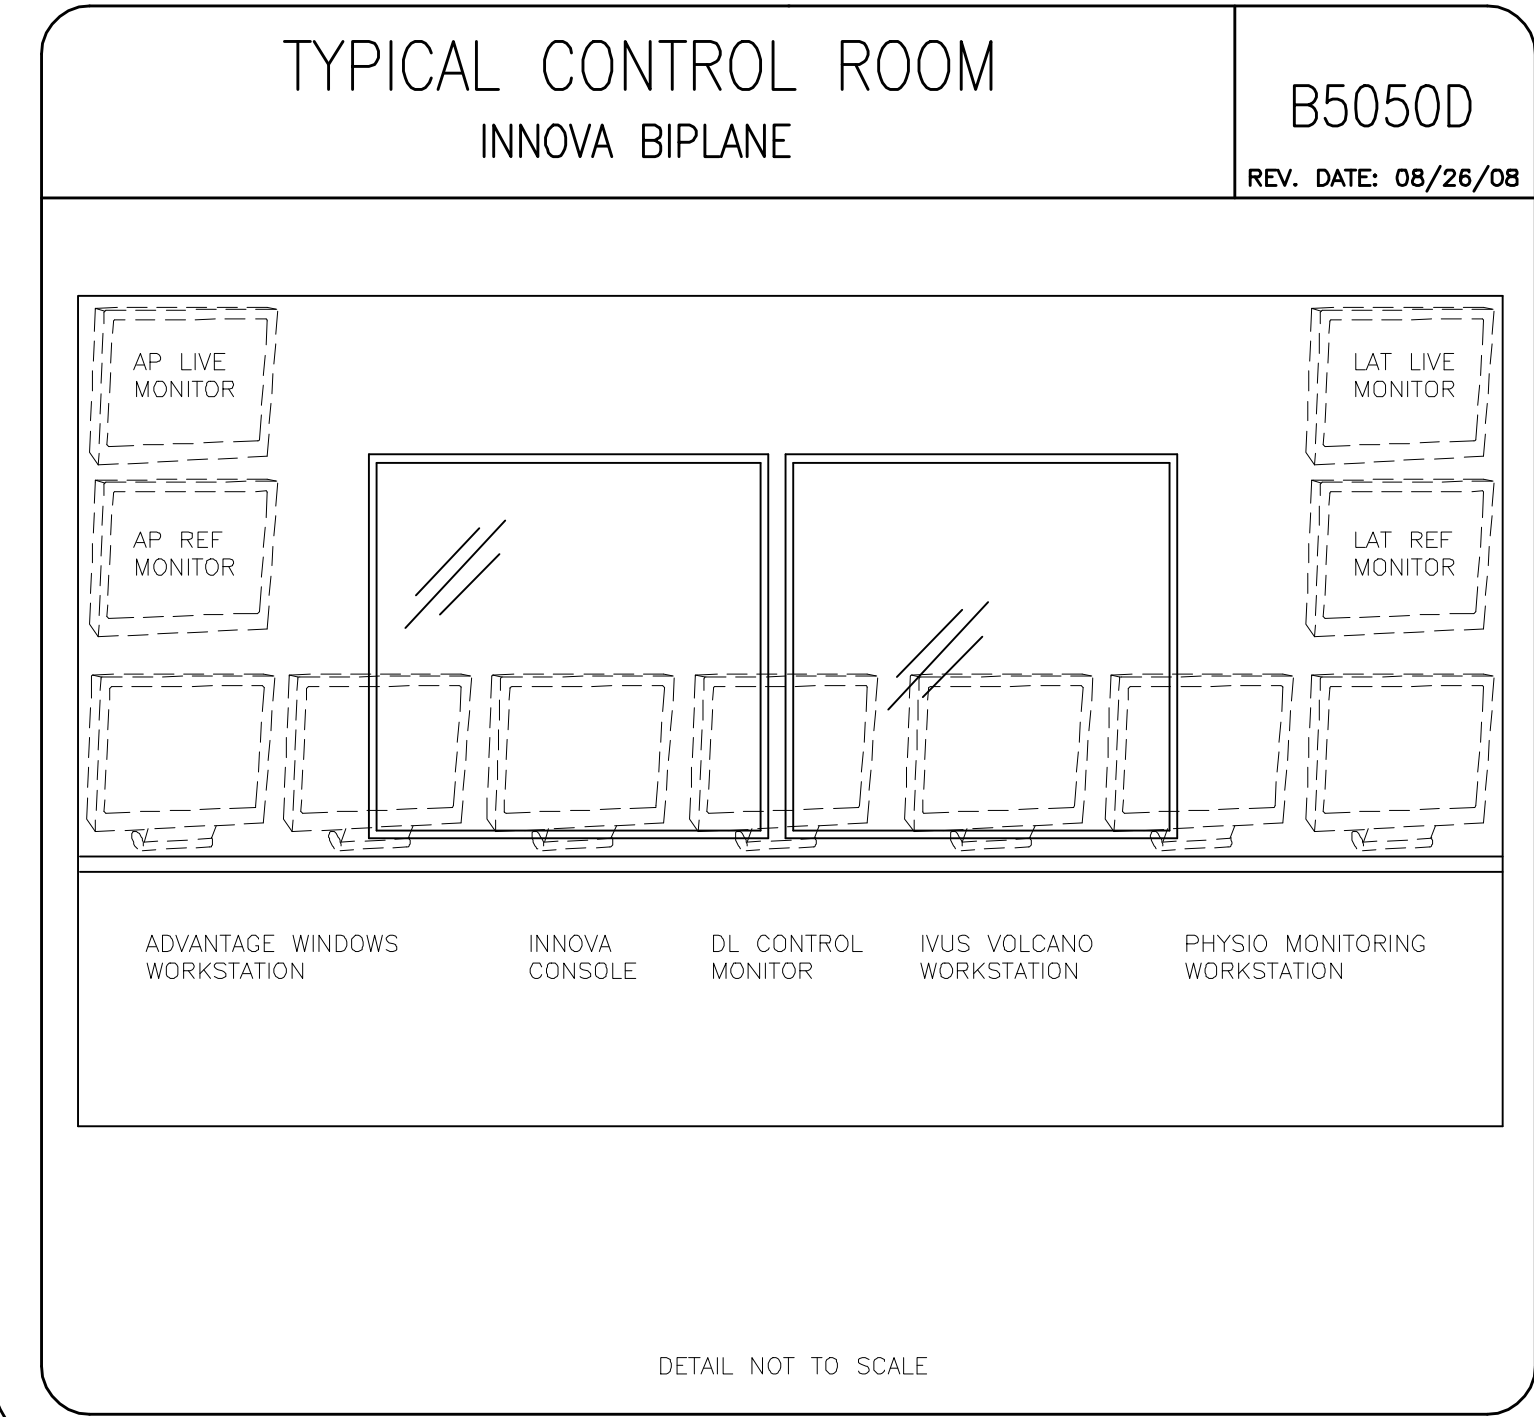 TYPICAL CONTROL ROOM
INNOVA BIPLANE
B5050D
REV. DATE: 08/26/08
AP LIVE
MONITOR
LAT LIVE
MONITOR
AP REF
MONITOR
LAT REF
MONITOR
ADVANTAGE WINDOWS
WORKSTATION
INNOVA
CONSOLE
DL CONTROL
MONITOR
IVUS VOLCANO
WORKSTATION
PHYSIO MONITORING
WORKSTATION
DETAIL NOT TO SCALE